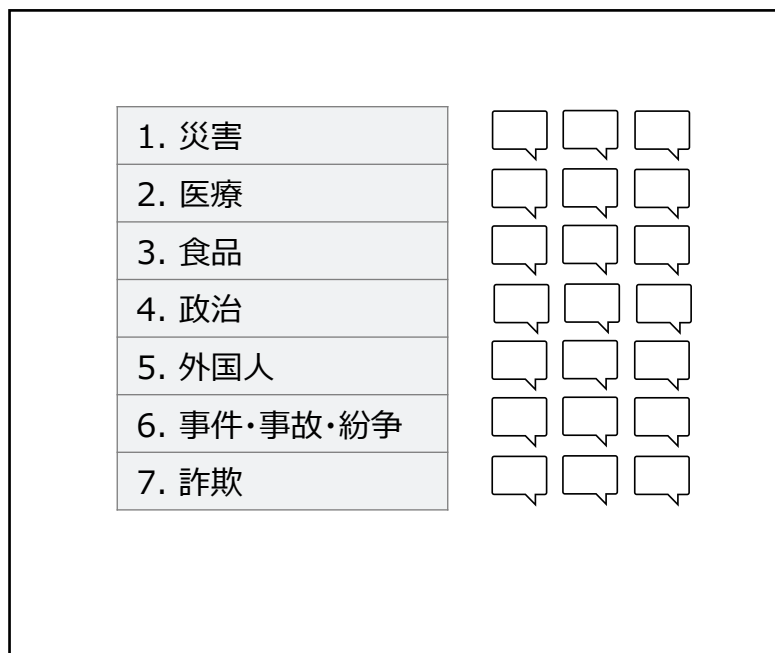 1. 災害
2. 医療
3. 食品
4. 政治
5. 外国人
6. 事件･事故･紛争
7. 詐欺